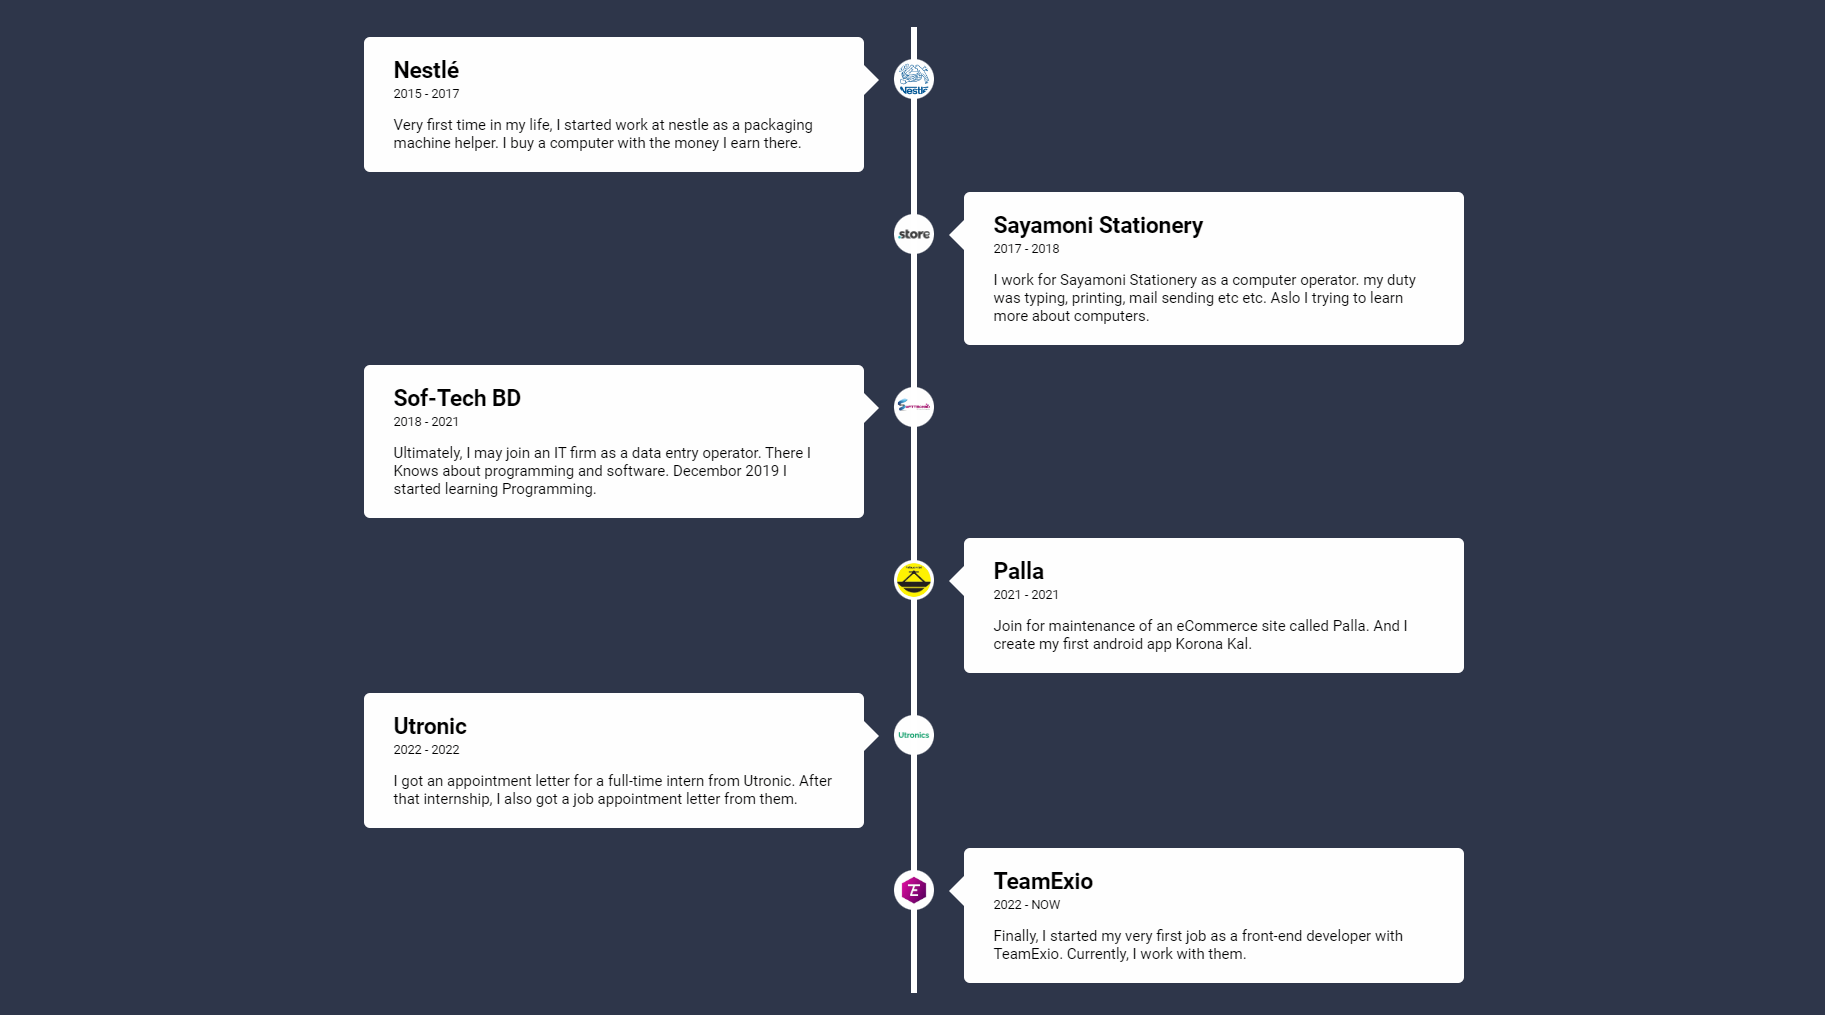 Nestlé
2015 - 2017
Very first time in my life, I started work at nestle as a packaging
machine helper. I buy a computer with the money I earn there.
Nestlé
store
Sayamoni Stationery
2017 - 2018
I work for Sayamoni Stationery as a computer operator. my duty
was typing, printing, mail sending etc etc. Aslo I trying to learn
more about computers.
Sof-Tech BD
2018 - 2021
Ultimately, I may join an IT firm as a data entry operator. There I
Knows about programming and software. Decembor 2019 I
started learning Programming.
Palla
2021 - 2021
Join for maintenance of an eCommerce site called Palla. And I
create my first android app Korona Kal.
Utronic
2022 - 2022
I got an appointment letter for a full-time intern from Utronic. After
that internship, I also got a job appointment letter from them.
Utronics
TE
TeamExio
2022 - NOW
Finally, I started my very first job as a front-end developer with
TeamExio. Currently, I work with them.